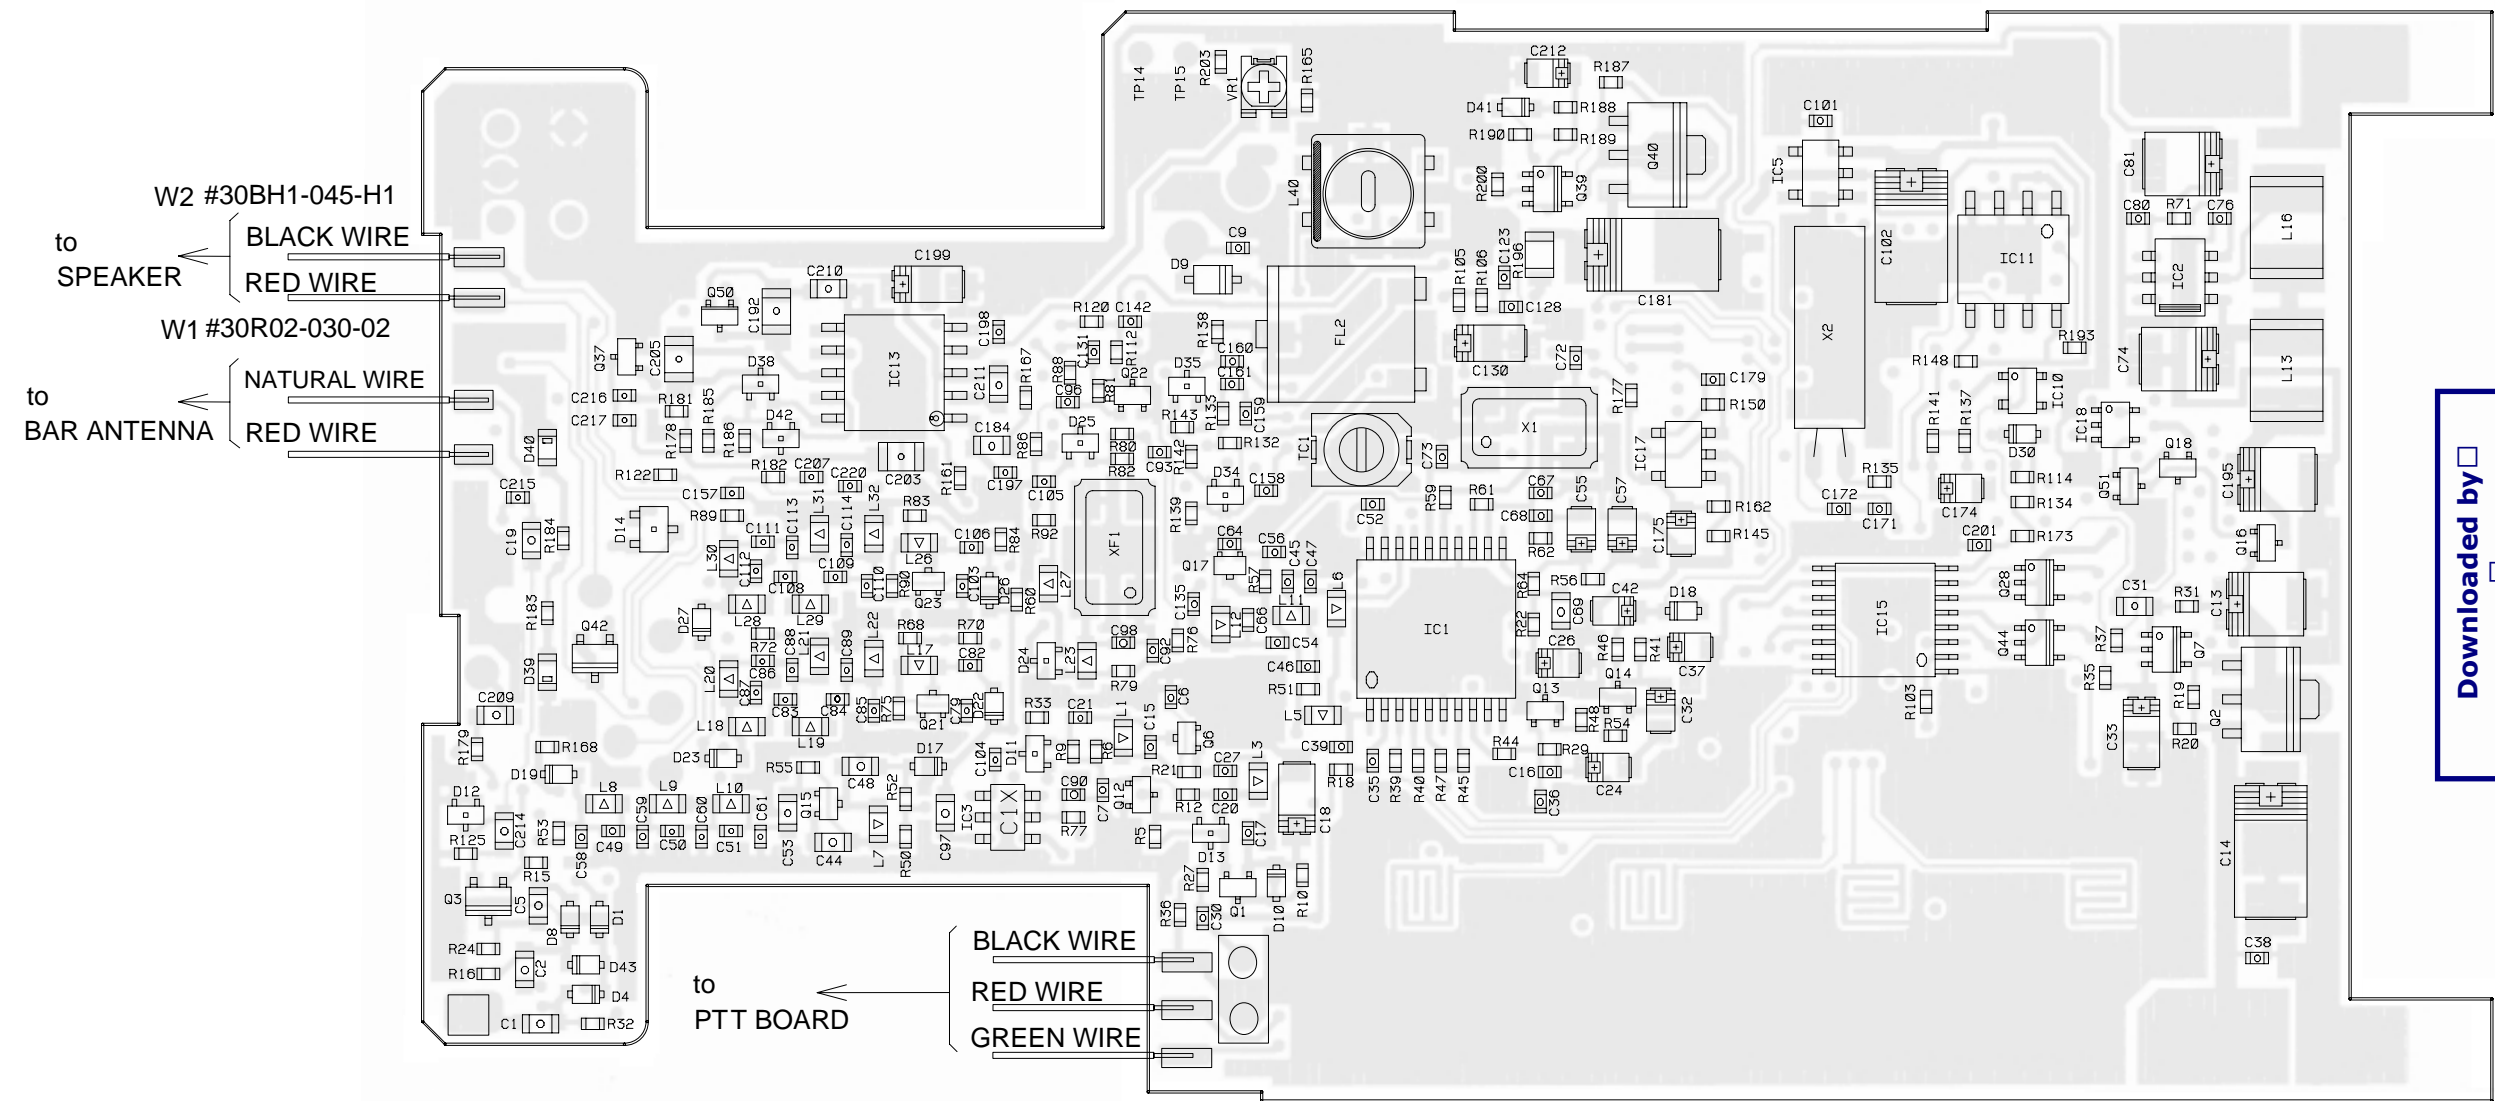 W2 #30BH1-045-H1
to
SPEAKER
BLACK WIRE
RED WIRE
W1 #30R02-030-02
to
BAR ANTENNA
NATURAL WIRE
RED WIRE
to
PTT BOARD
BLACK WIRE
RED WIRE
GREEN WIRE
Downloaded by□
TP14
TP15
R203
VR1
R165
C212
R187
D41
R188
R190
R189
Q40
C101
IC5
C81
L40
R200
Q39
C102
C80
R71
C76
L16
C9
D9
R105
R106
C123
R196
C181
IC11
IC2
C199
C210
Q50
C192
C198
R120
C142
R138
FL2
C128
C130
C72
X2
R193
R148
C74
L13
Q37
C205
D38
IC13
C211
R167
R88
C131
R112
Q22
D35
C160
C161
R177
C179
R150
IC10
C216
C217
R181
R185
D42
C96
R81
R143
R133
C159
R132
TC1
X1
IC17
R141
R137
IC18
D30
Q18
D40
R178
R186
C184
R86
D25
R80
R82
C93
R142
C73
R122
R182
C207
C220
C203
R161
C197
C105
D34
C158
C67
R135
R114
Q51
C195
C215
C157
R89
C113
L31
C114
L32
R83
C106
R84
R92
XF1
R139
C52
R59
R61
C68
C55
C57
C175
R162
R145
C172
C171
C174
R134
C201
R173
C19
R184
D14
L30
C111
C112
C109
L26
C64
C56
C45
C47
L6
R62
Q16
C108
C110
R90
Q23
C103
D26
R60
L27
Q17
R57
R64
R56
C42
D18
Q28
C31
R31
C13
R183
Q42
D27
L28
L29
C135
L12
C66
L11
IC1
R22
C69
IC15
R72
C88
L21
C89
L22
R68
R70
C98
C92
R76
C54
C26
R46
R41
C37
Q44
R37
Q7
D39
L20
C87
C86
L17
C82
D24
L23
R79
C46
R51
Q13
Q14
C32
R103
R35
R19
C209
C83
C84
C85
R75
Q21
C79
D22
R33
C21
L1
C6
C15
Q6
L5
R48
R54
C33
R20
Q2
R179
R168
L18
L19
D19
D23
R55
C48
D17
R52
C104
D11
R9
R6
R21
C27
L3
C39
R18
C35
R39
R40
R47
R45
R44
R29
C16
C24
C36
D12
L8
L9
L10
C61
Q15
IC3
C1X
C90
C7
Q12
R12
C20
C18
R125
C214
R53
C58
C49
C59
C50
C60
C51
C53
C44
L7
R50
C97
R77
R5
D13
C17
C14
R15
Q3
C5
D8
D1
R27
R36
C30
Q1
D10
R10
R24
R16
C2
D43
D4
C1
R32
C38